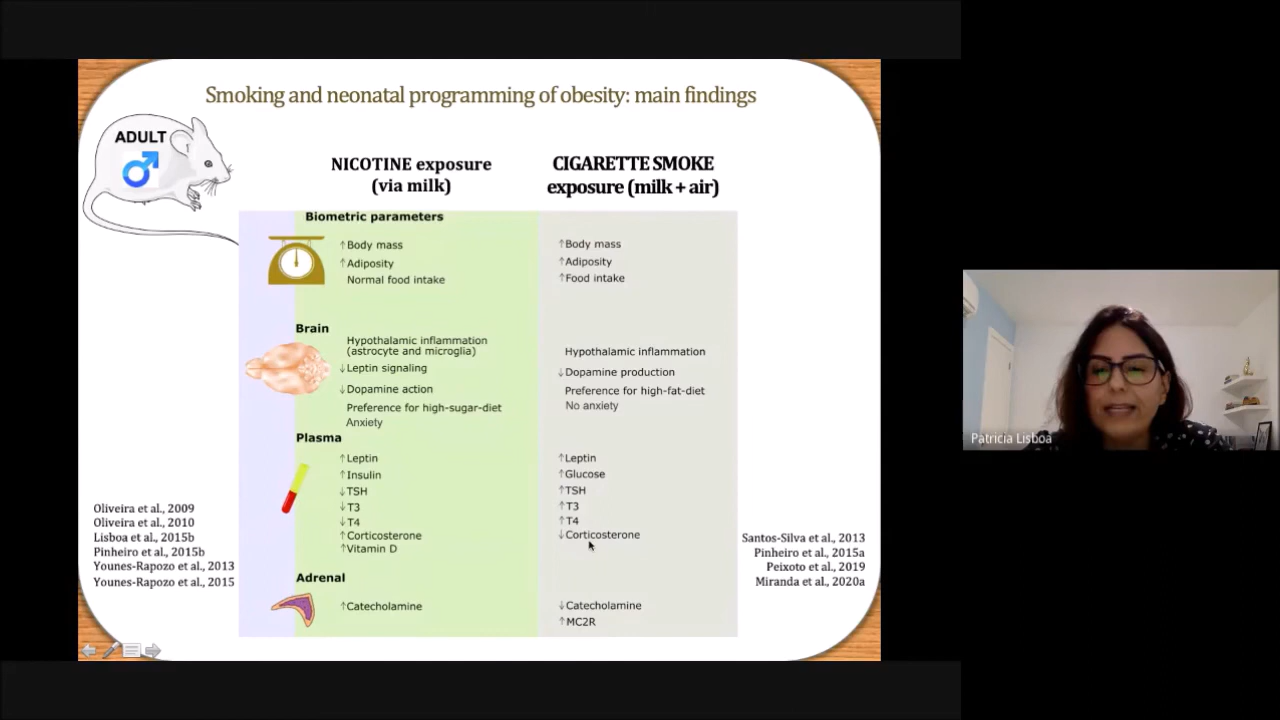 Smoking and neonatal programming of obesity: main findings
ADULT
NICOTINE exposure
(via milk)
CIGARETTE SMOKE
exposure (milk + air)
Biometric parameters
↑Body mass
↑Adiposity
Normal food intake
↑Body mass
↑Adiposity
↑Food intake
Brain
Hypothalamic inflammation
(astrocyte and microglia)
↓Leptin signaling
↓Dopamine action
Preference for high-sugar-diet
Anxiety
Hypothalamic inflammation
↓Dopamine production
Preference for high-fat-diet
No anxiety
Plasma
↑Leptin
↑Insulin
↓TSH
↓T3
↓T4
↑Corticosterone
↑Vitamin D
↑Leptin
↑Glucose
↑TSH
↑T3
↑T4
↓Corticosterone
Adrenal
↑Catecholamine
↓Catecholamine
↑MC2R
Oliveira et al., 2009
Oliveira et al., 2010
Lisboa et al., 2015b
Pinheiro et al., 2015b
Younes-Rapozo et al., 2013
Younes-Rapozo et al., 2015
Santos-Silva et al., 2013
Pinheiro et al., 2015a
Peixoto et al., 2019
Miranda et al., 2020a
Patricia Lisboa